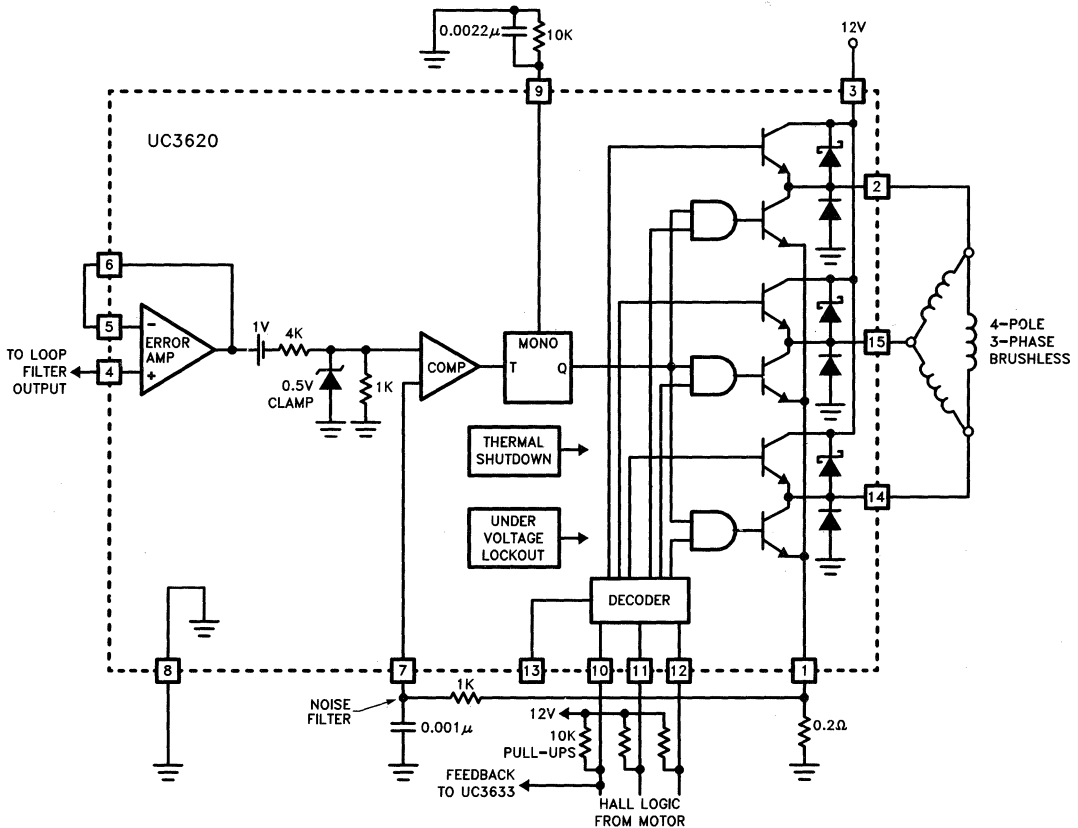 0.0022μ
10K
12V
9
3
UC3620
2
6
5
ERROR
AMP
−
+
4
TO LOOP
FILTER
OUTPUT
1V
4K
0.5V
CLAMP
1K
COMP
MONO
T
Q
15
4-POLE
3-PHASE
BRUSHLESS
THERMAL
SHUTDOWN
14
UNDER
VOLTAGE
LOCKOUT
DECODER
8
7
13
10
11
12
1
NOISE
FILTER
1K
0.001μ
12V
10K
PULL-UPS
0.2Ω
FEEDBACK
TO UC3633
HALL LOGIC
FROM MOTOR